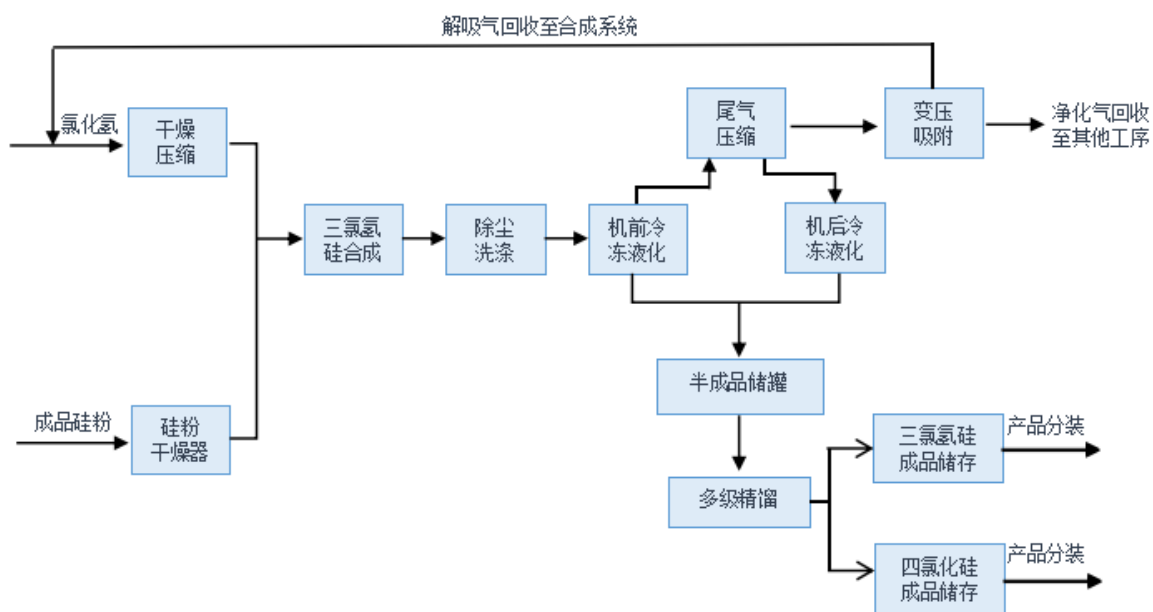 解吸气回收至合成系统
氯化氢
干燥
压缩
尾气
压缩
变压
吸附
净化气回收
至其他工序
三氯氢
硅合成
除尘
洗涤
机前冷
冻液化
机后冷
冻液化
半成品储罐
成品硅粉
硅粉
干燥器
多级精馏
三氯氢硅
成品储存
产品分装
四氯化硅
成品储存
产品分装